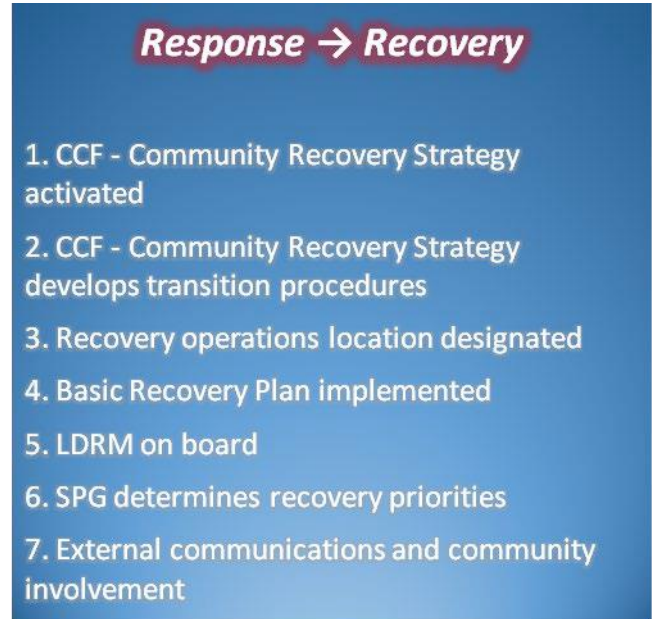 Response → Recovery
1. CCF - Community Recovery Strategy
activated
2. CCF - Community Recovery Strategy
develops transition procedures
3. Recovery operations location designated
4. Basic Recovery Plan implemented
5. LDRM on board
6. SPG determines recovery priorities
7. External communications and community
involvement